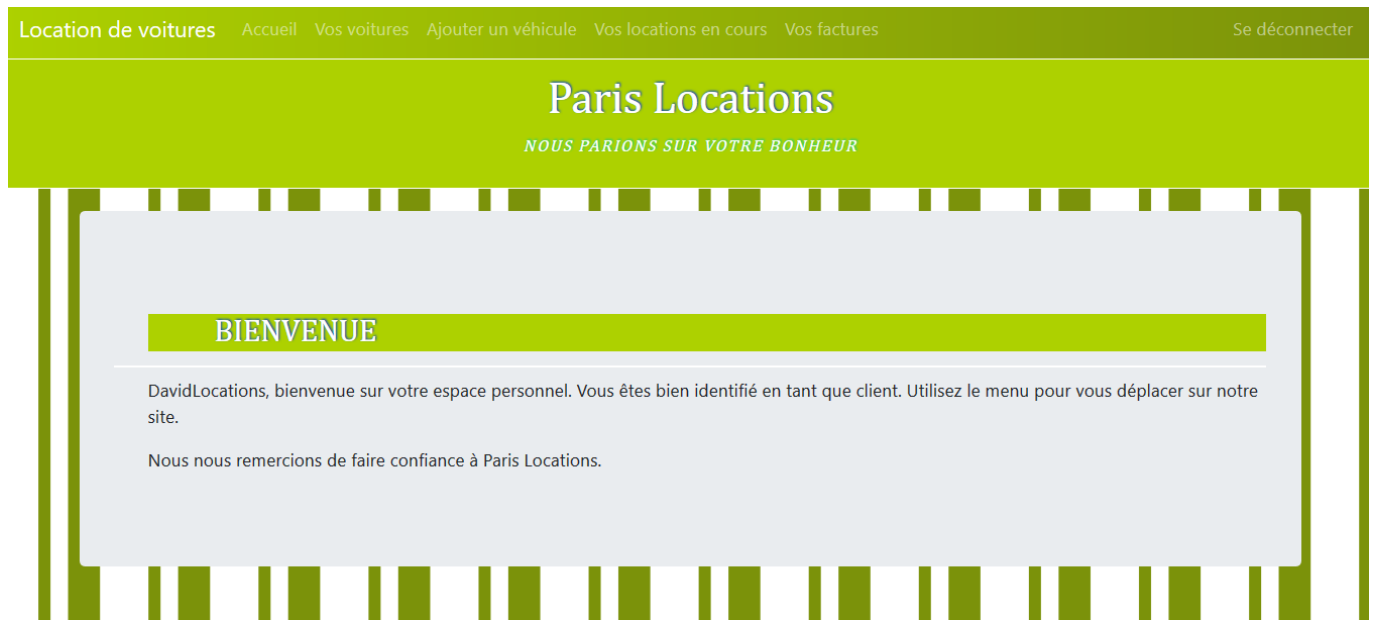 Location de voitures Accueil Vos voitures Ajouter un véhicule Vos locations en cours Vos factures Se déconnecter
Paris Locations
NOUS PARIONS SUR VOTRE BONHEUR
BIENVENUE
DavidLocations, bienvenue sur votre espace personnel. Vous êtes bien identifié en tant que client. Utilisez le menu pour vous déplacer sur notre
site.
Nous nous remercions de faire confiance à Paris Locations.